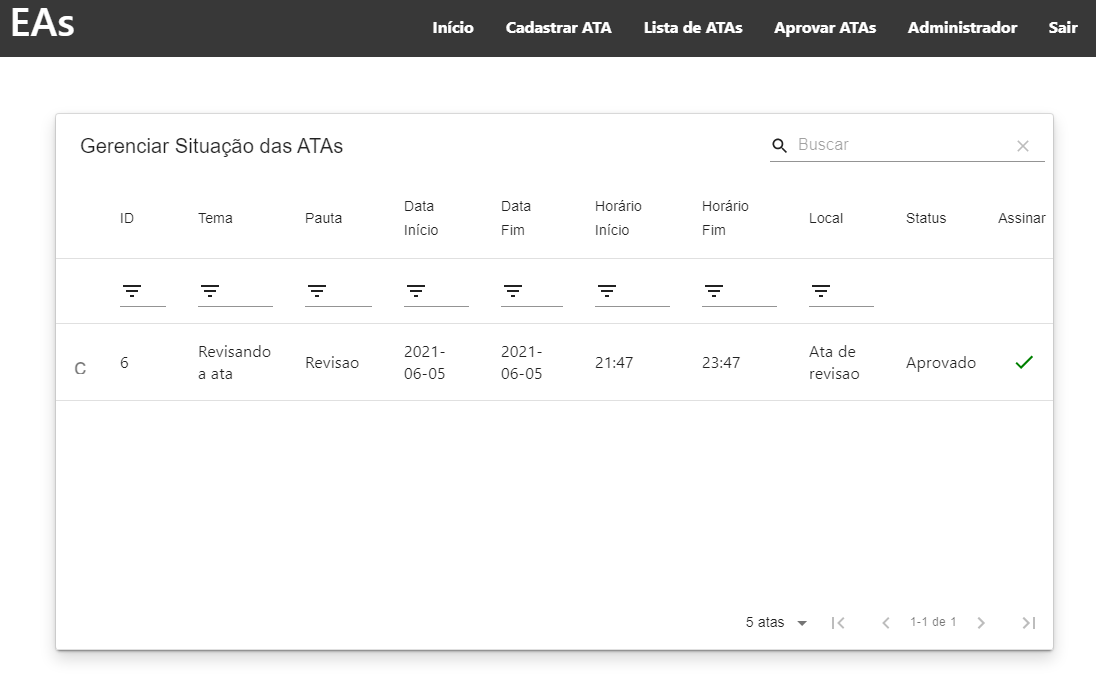 EAs
Início Cadastrar ATA Lista de ATAs Aprovar ATAs Administrador Sair
Gerenciar Situação das ATAs
Buscar
ID Tema Pauta Data Início Data Fim Horário Início Horário Fim Local Status Assinar
C 6 Revisando a ata Revisao 2021-06-05 2021-06-05 21:47 23:47 Ata de revisao Aprovado
5 atas 1-1 de 1